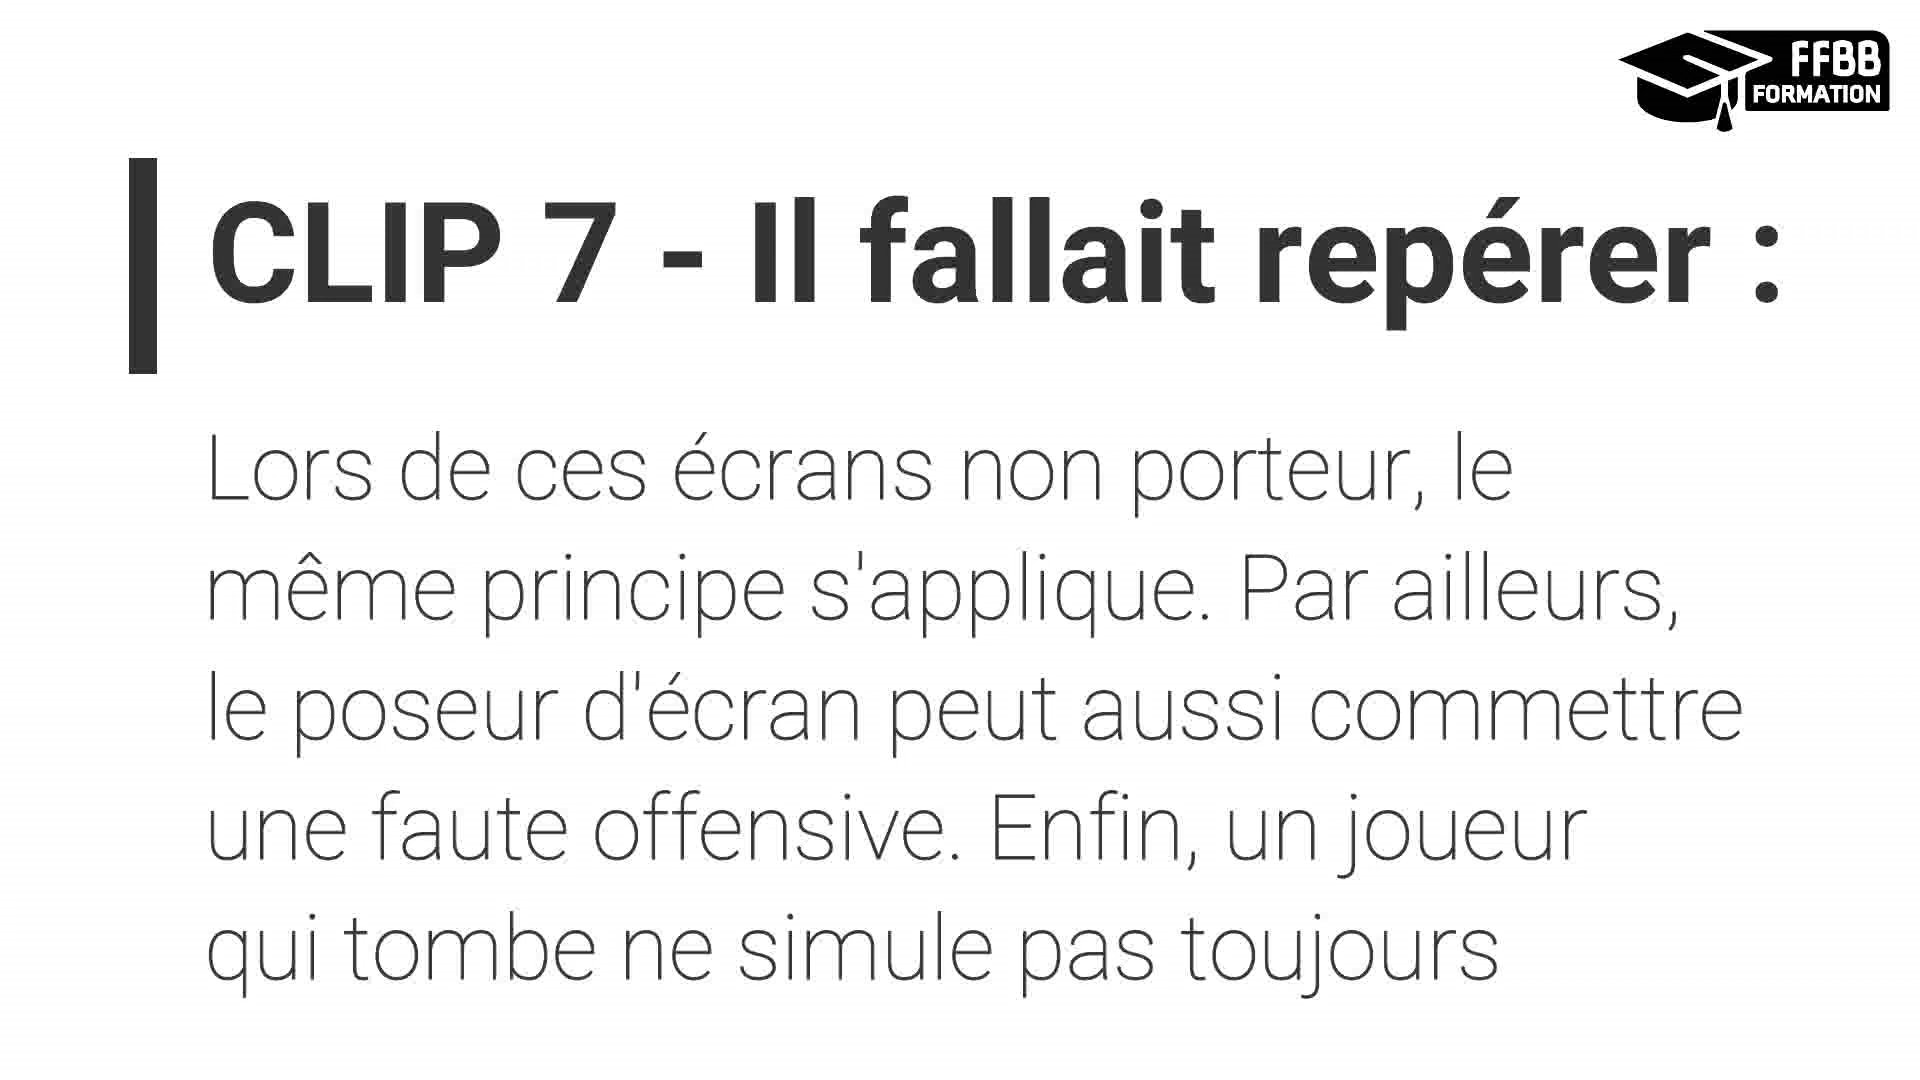 FFBB
FORMATION
CLIP 7 - Il fallait repérer :
Lors de ces écrans non porteur, le
même principe s'applique. Par ailleurs,
le poseur d'écran peut aussi commettre
une faute offensive. Enfin, un joueur
qui tombe ne simule pas toujours